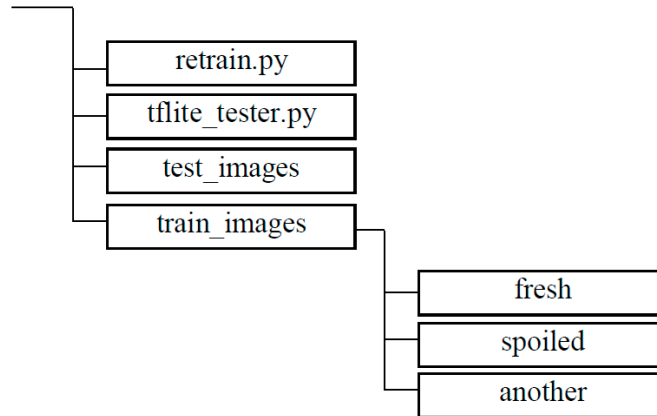 retrain.py
tflite_tester.py
test_images
train_images
fresh
spoiled
another